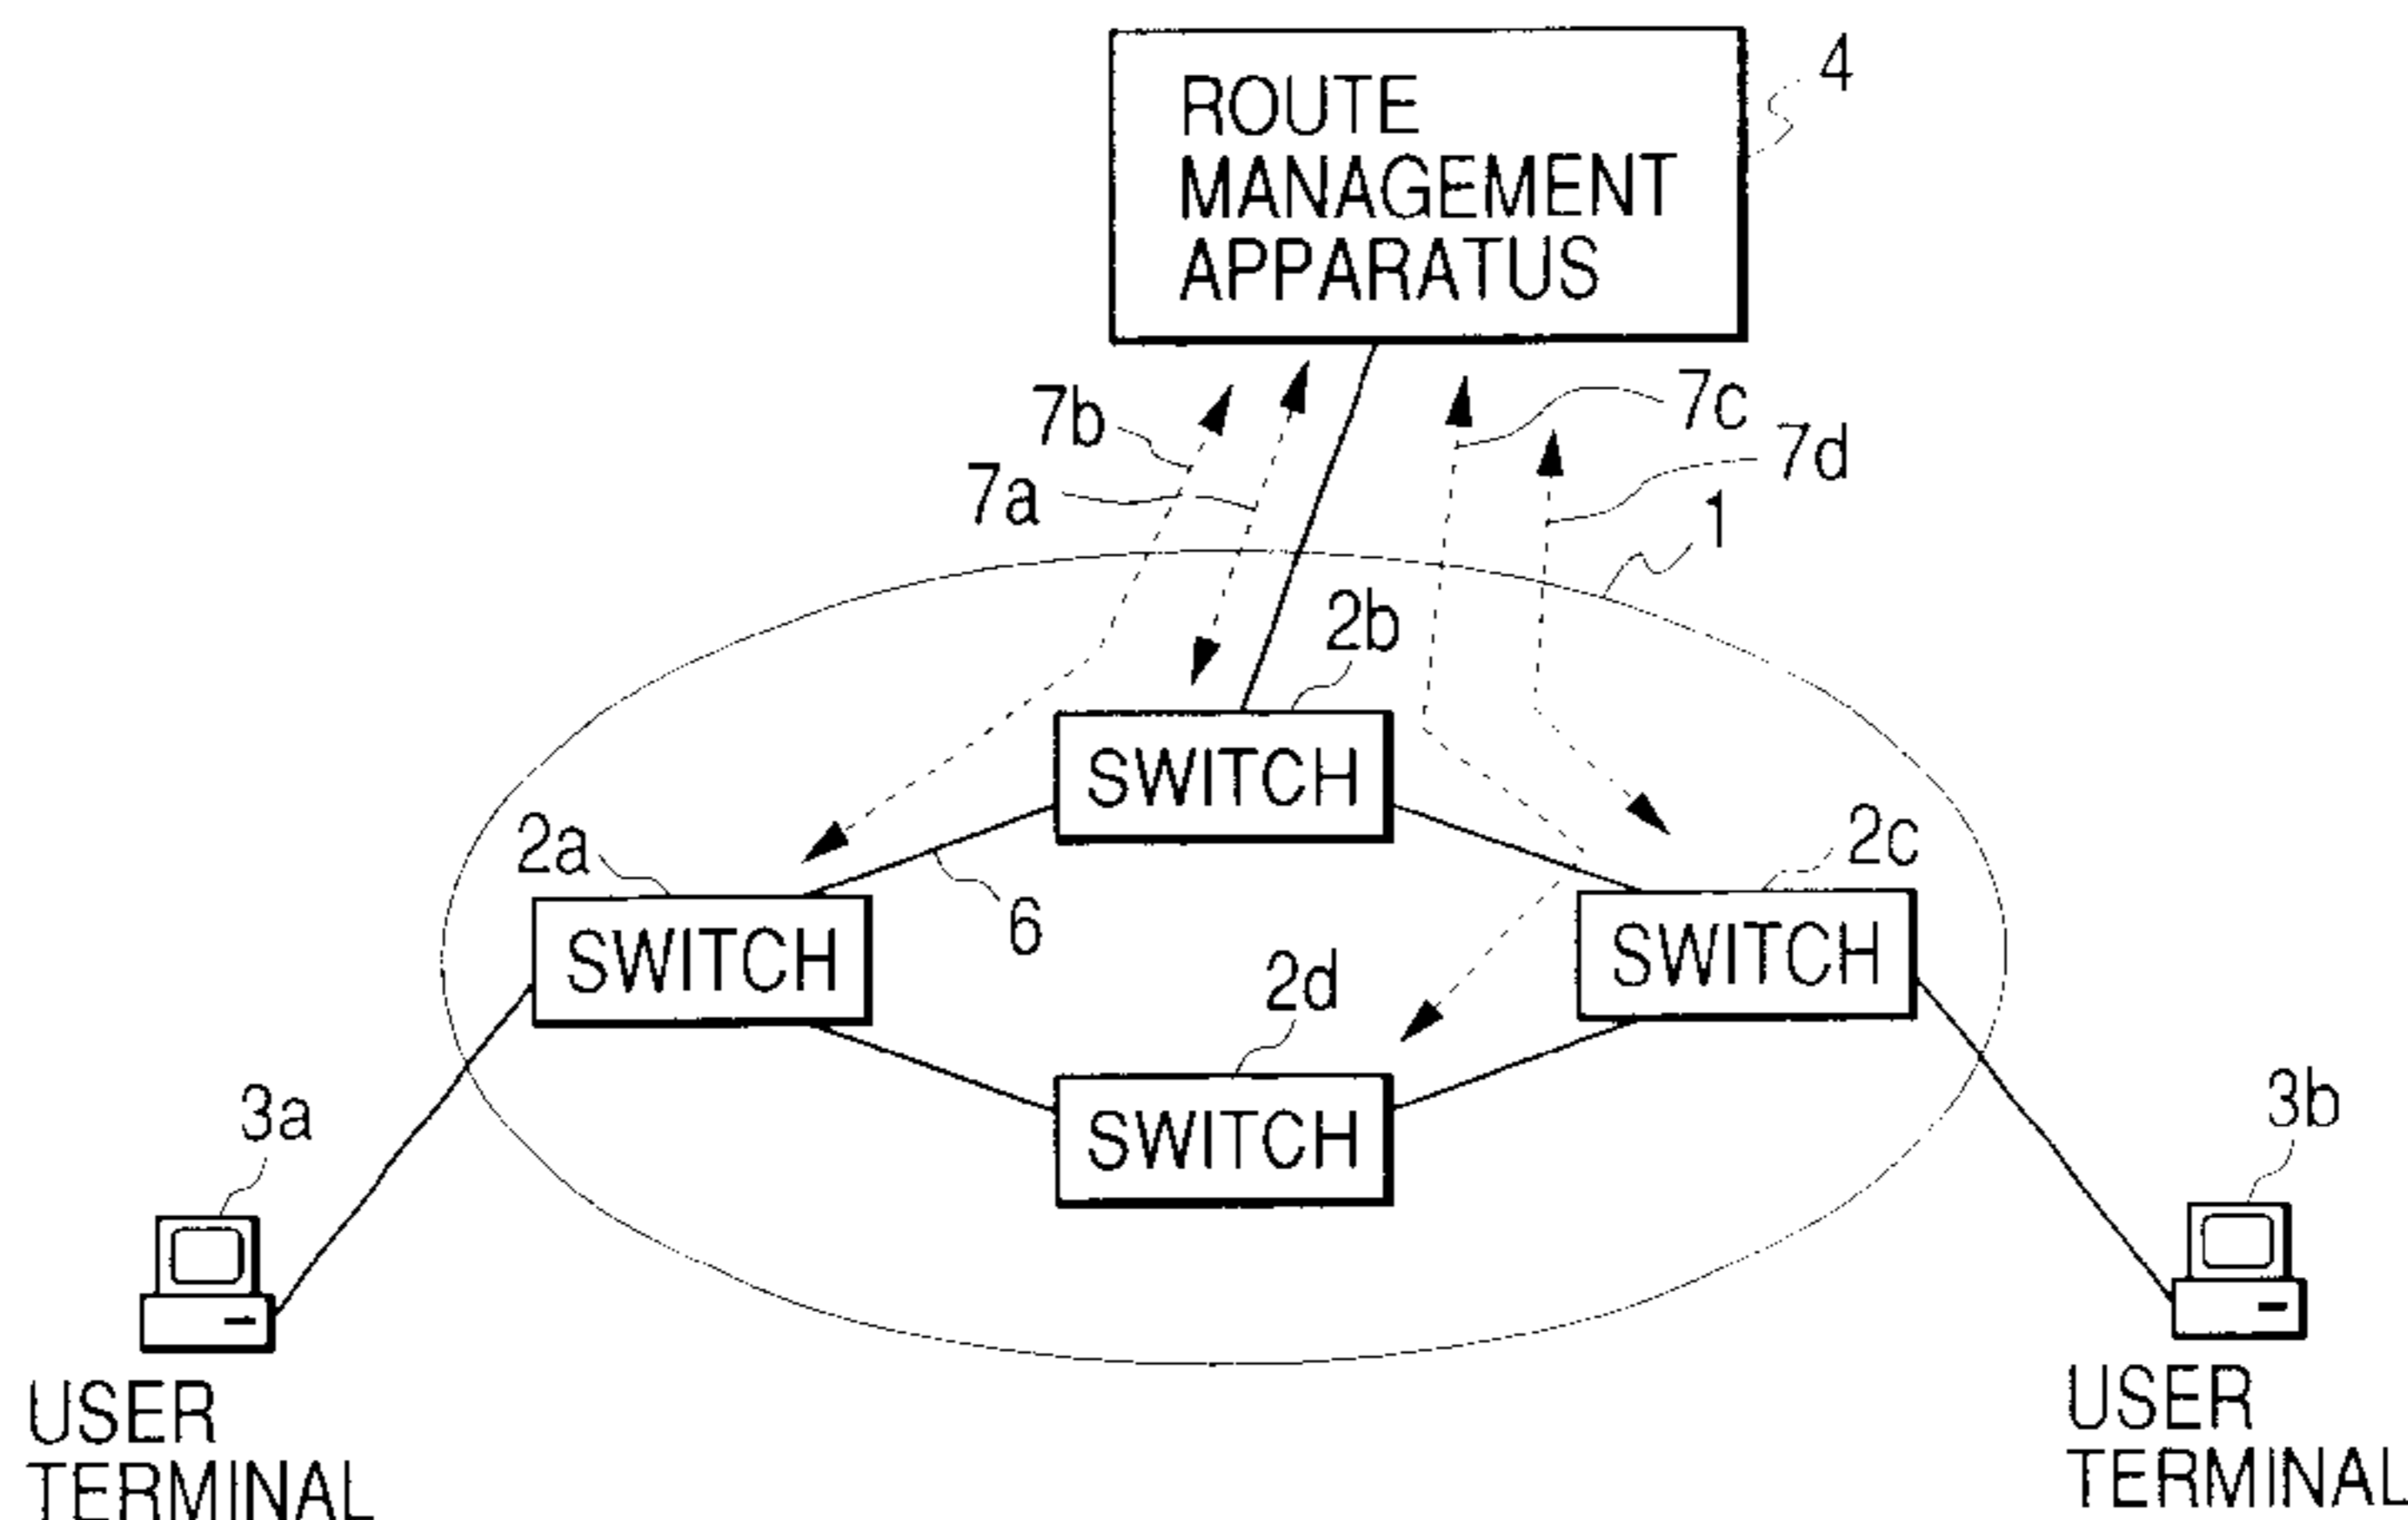 ROUTE
MANAGEMENT
APPARATUS
4
7b
7a
7c
7d
1
2b
SWITCH
2a
6
2c
SWITCH
SWITCH
2d
SWITCH
3a
3b
USER
TERMINAL
USER
TERMINAL